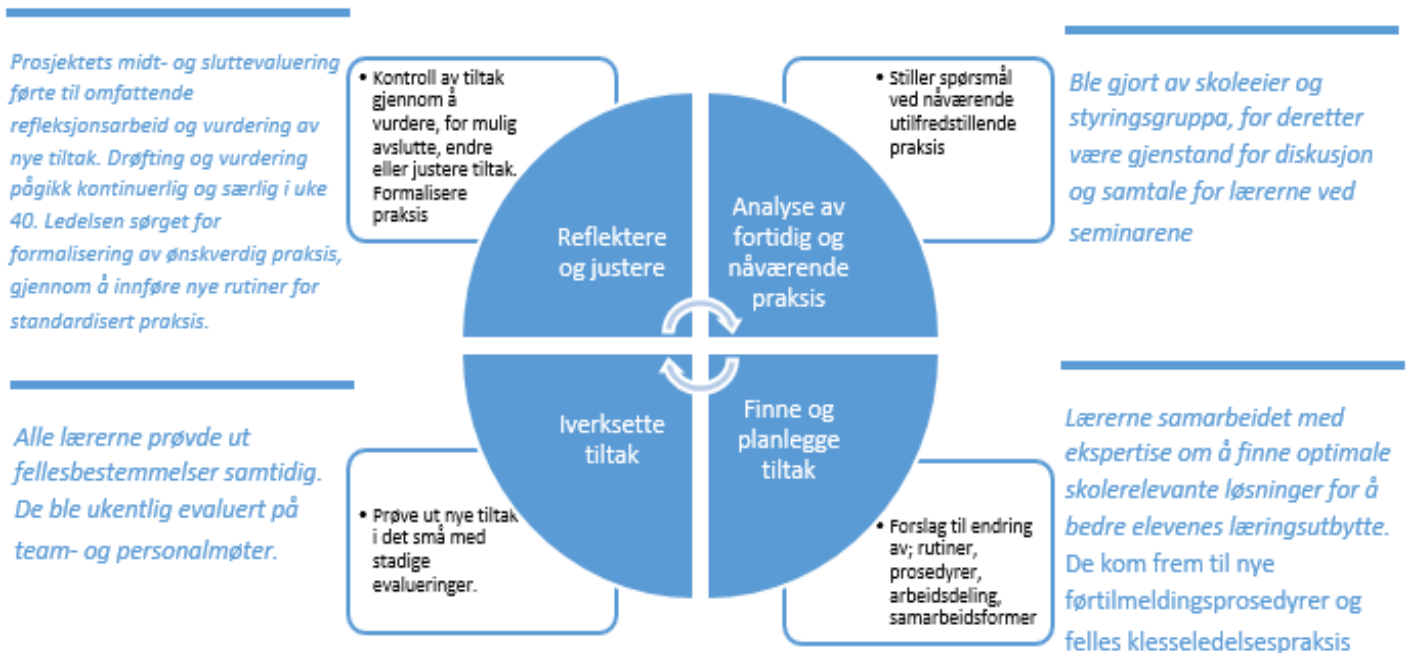 Prosjektets midt- og sluttevaluering
førte til omfattende
refleksjonsarbeid og vurdering av
nye tiltak. Drøfting og vurdering
pågikk kontinuerlig og særlig i uke
40. Ledelsen sørget for
formalisering av ønskverdig praksis,
gjennom å innføre nye rutiner for
standardisert praksis.
• Kontroll av tiltak
gjennom å
vurdere, for mulig
avslutte, endre
eller justere tiltak.
Formalisere
praksis
Reflektere
og justere
Analyse av
fortidig og
nåværende
praksis
• Stiller spørsmål
ved nåværende
utilfredstillende
praksis
Ble gjort av skoleeier og
styringsgruppa, for deretter
være gjenstand for diskusjon
og samtale for lærerne ved
seminarene
Alle lærerne prøvde ut
fellesbestemmelser samtidig.
De ble ukentlig evaluert på
team- og personalmøter.
• Prøve ut nye tiltak
i det små med
stadige
evalueringer.
Iverksette
tiltak
Finne og
planlegge
tiltak
• Forslag til endring
av; rutiner,
prosedyrer,
arbeidsdeling,
samarbeidsformer
Lærerne samarbeidet med
ekspertise om å finne optimale
skolerelevante løsninger for å
bedre elevenes læringsutbytte.
De kom frem til nye
førtilmeldingsprosedyrer og
felles klesseledelsespraksis